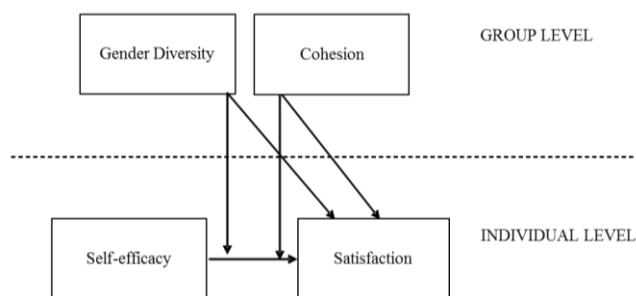 GROUP LEVEL
Gender Diversity
Cohesion
INDIVIDUAL LEVEL
Self-efficacy
Satisfaction